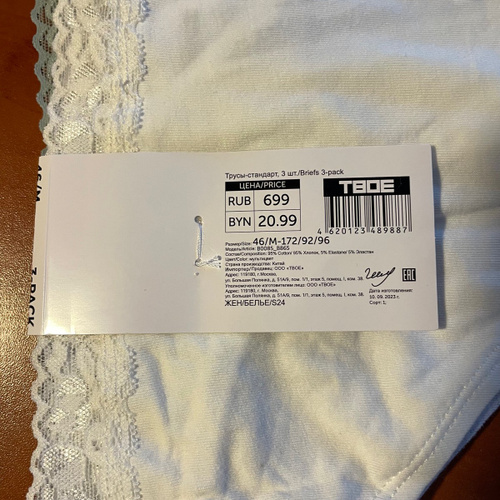 Трусы-стандарт, 3 шт./Briefs 3-pack
ЦЕНА/PRICE
RUB 699
BYN 20.99
ТВОЕ
4 620123 489887
Размер/Size: 46/M-172/92/96
Модель/Article: B0085_BB65
Состав/Composition: 95% Cotton/ 95% Хлопок, 5% Elastane/ 5% Эластан
Цвет/Color: мультицвет
Страна производства: Китай
Импортер/Продавец: ООО «ТВОЕ»
Адрес: 119180, г. Москва,
ул. Большая Полянка, д. 51А/9, пом. 1/1, этаж 5, помещ. I, ком. 38.
Уполномоченное изготовителем лицо: ООО «ТВОЕ»
Адрес: 119180, г. Москва,
ул. Большая Полянка, д. 51А/9, пом. 1/1, этаж 5, помещ. I, ком. 38.
ЖЕН/БЕЛЬЕ/S24
EAC
Дата изготовления:
10. 09. 2023 г.
Сорт: 1.
46/M
3-PACK